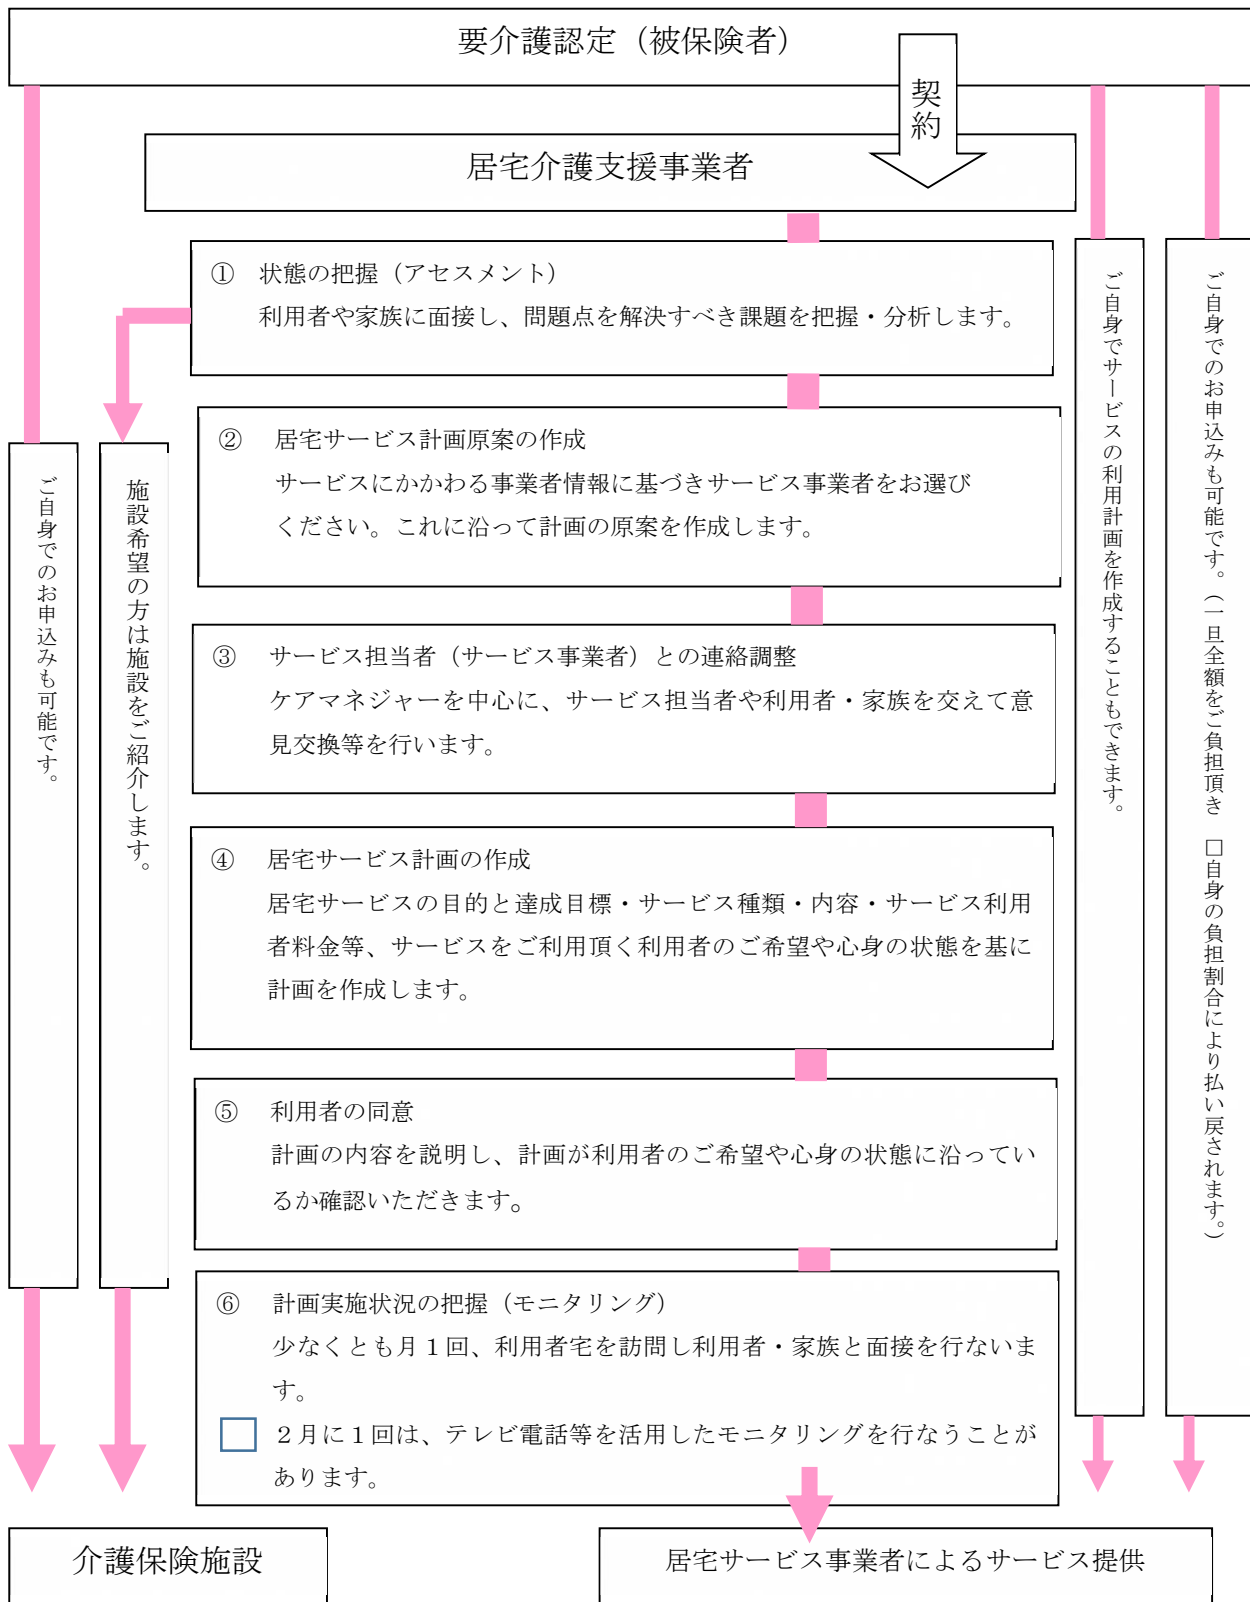 要介護認定（被保険者）
契約
居宅介護支援事業者
① 状態の把握（アセスメント）
利用者や家族に面接し、問題点を解決すべき課題を把握・分析します。
② 居宅サービス計画原案の作成
サービスにかかわる事業者情報に基づきサービス事業者をお選び
ください。これに沿って計画の原案を作成します。
③ サービス担当者（サービス事業者）との連絡調整
ケアマネジャーを中心に、サービス担当者や利用者・家族を交えて意
見交換等を行います。
④ 居宅サービス計画の作成
居宅サービスの目的と達成目標・サービス種類・内容・サービス利用
者料金等、サービスをご利用頂く利用者のご希望や心身の状態を基に
計画を作成します。
⑤ 利用者の同意
計画の内容を説明し、計画が利用者のご希望や心身の状態に沿ってい
るか確認いただきます。
⑥ 計画実施状況の把握（モニタリング）
少なくとも月１回、利用者宅を訪問し利用者・家族と面接を行ないま
す。
２月に１回は、テレビ電話等を活用したモニタリングを行なうことが
あります。
ご自身でのお申込みも可能です。
施設希望の方は施設をご紹介します。
ご自身でサービスの利用計画を作成することもできます。
ご自身でのお申込みも可能です。（一旦全額をご負担頂き □自身の負担割合により払い戻されます。）
介護保険施設
居宅サービス事業者によるサービス提供